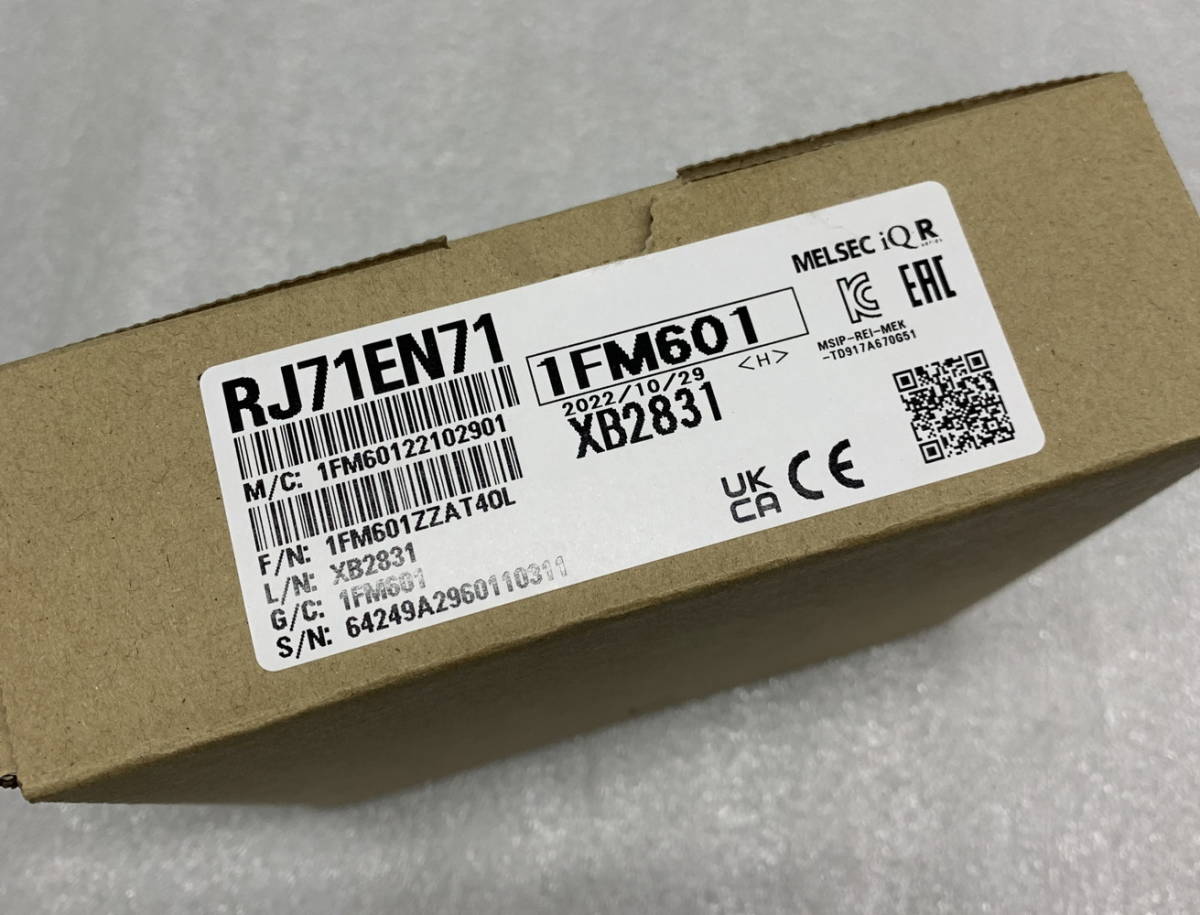 RJ71EN71
M/C: 1FM60122102901
F/N: 1FM601ZZAT40L
L/N: XB2831
G/C: 1FM601
S/N: 64249A2960110311
1FM601
2022/10/29 <H>
XB2831
MELSEC iQ-R
series
EAC
MSIP-REI-MEK
-TD917A670G51
UK
CA
CE